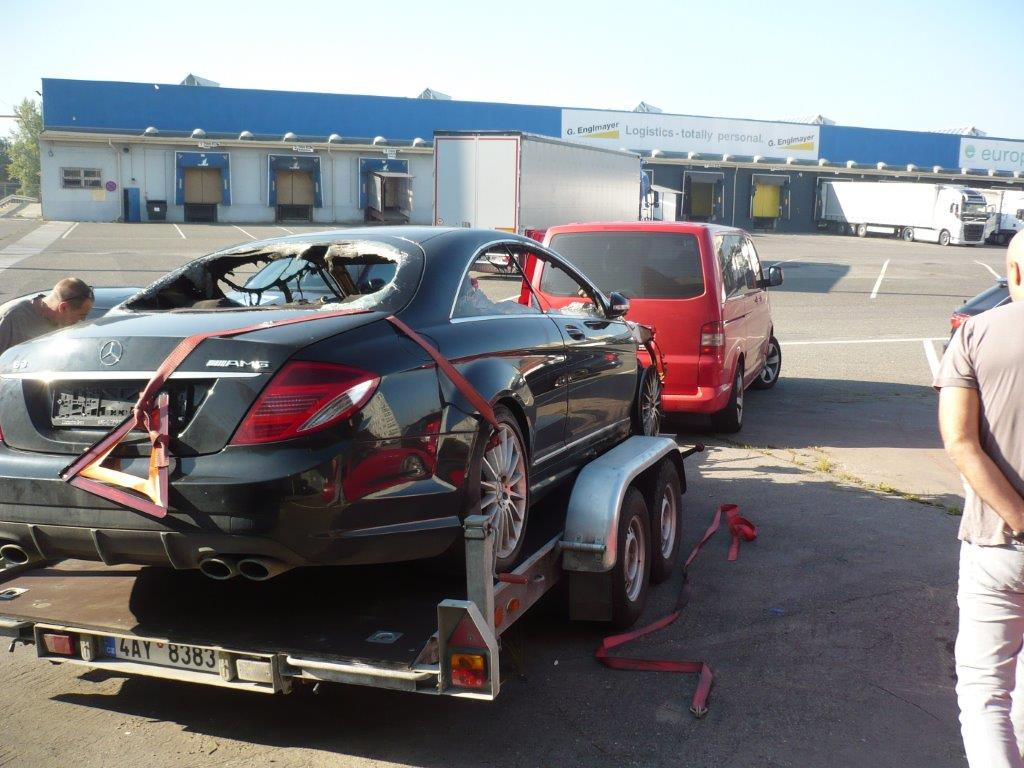 G. Englmayer
Logistics - totally personal.
G. Englmayer
europ
AMG
4AY 8383